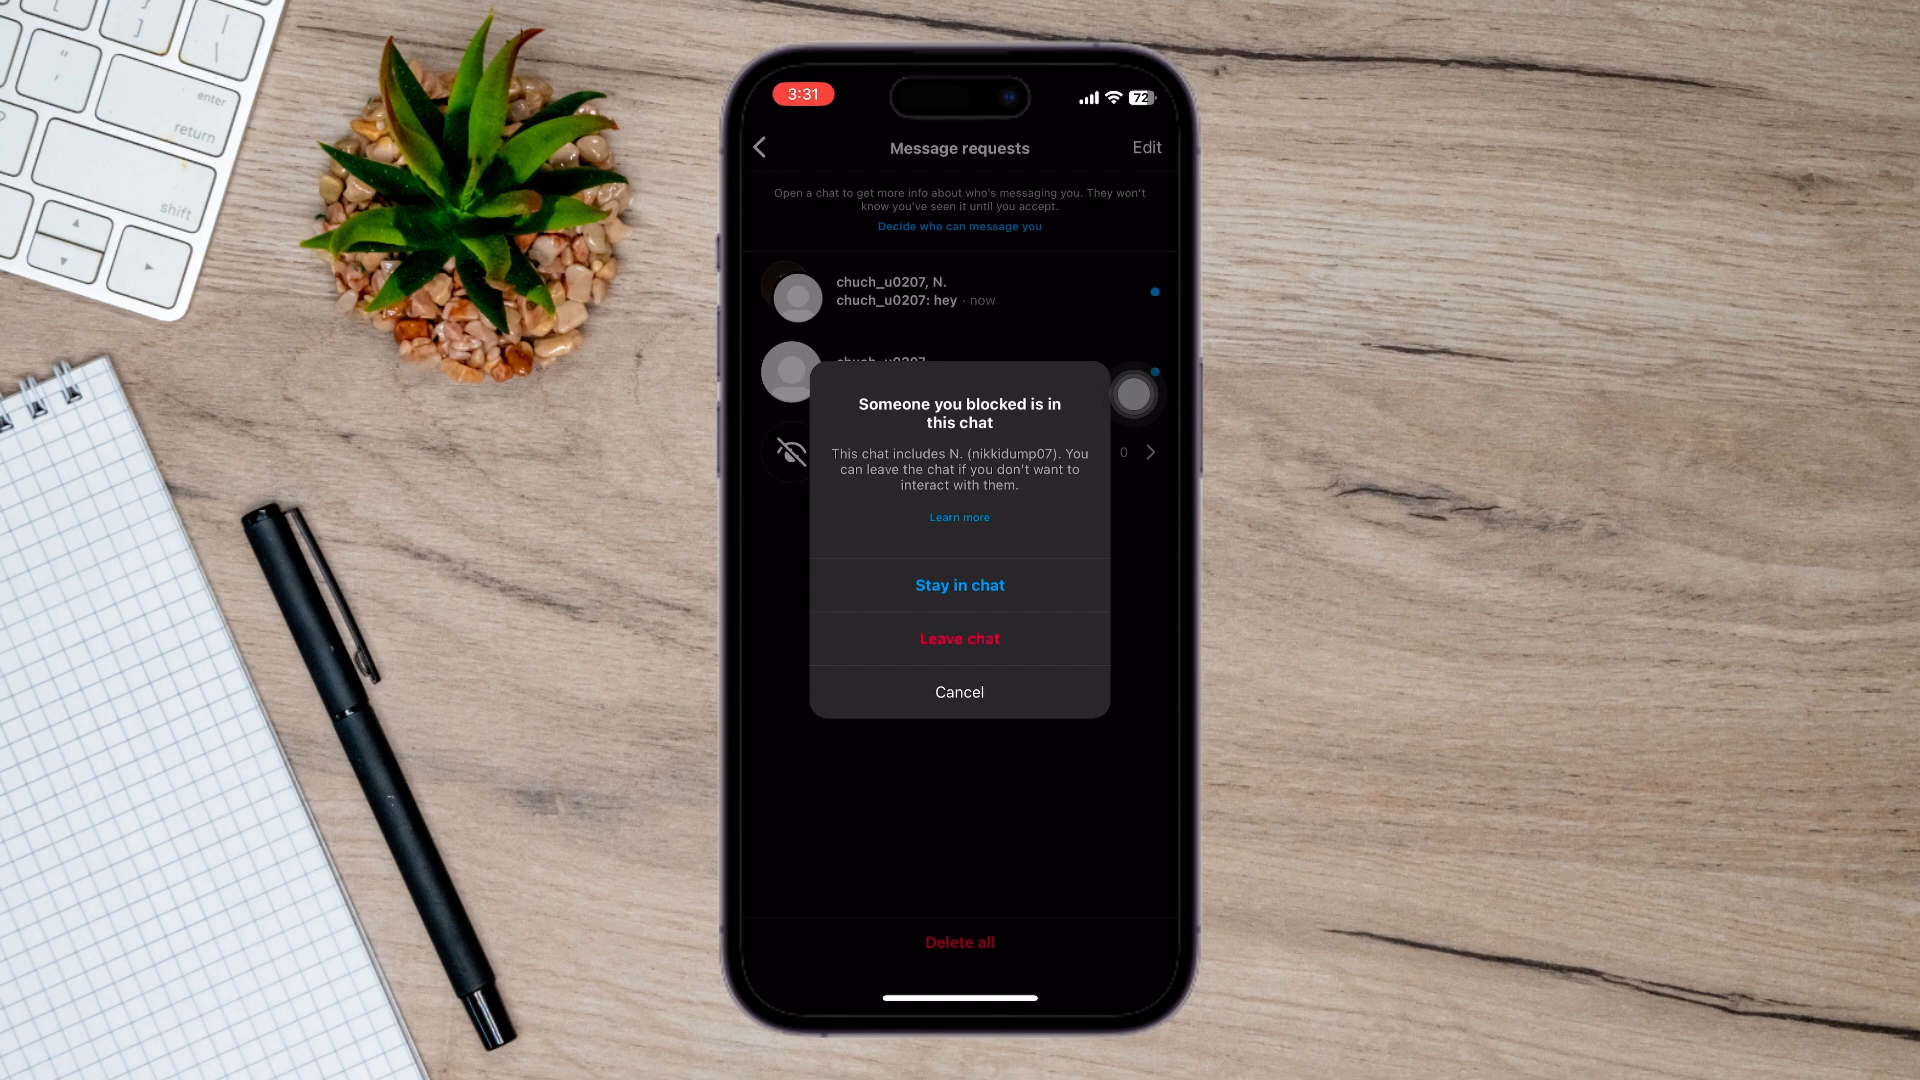 enter
return
shift
3:31
72
Message requests
Edit
Open a chat to get more info about who's messaging you. They won't
know you've seen it until you accept.
Decide who can message you
chuch_u0207, N.
chuch_u0207: hey · now
chuch_u0207
Someone you blocked is in
this chat
This chat includes N. (nikkidump07). You
can leave the chat if you don't want to
interact with them.
0
Learn more
Stay in chat
Leave chat
Cancel
Delete all